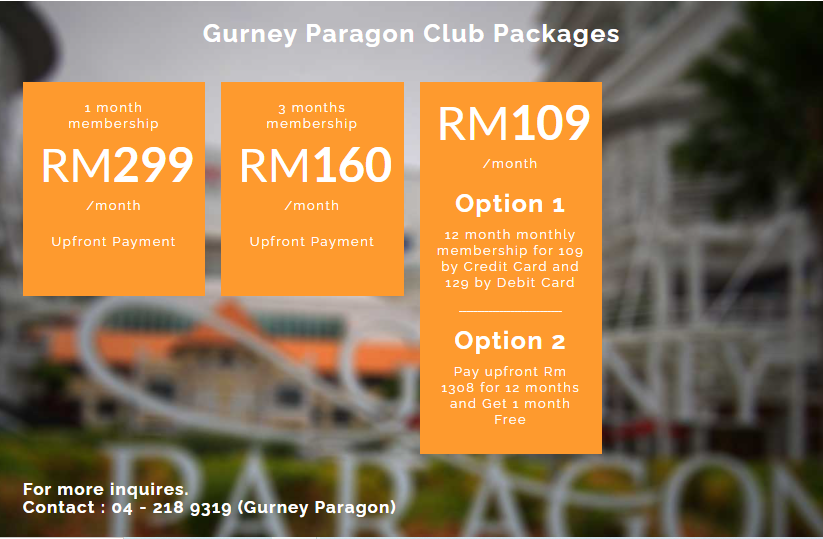 Gurney Paragon Club Packages
1 month
membership
RM299
/month
Upfront Payment
3 months
membership
RM160
/month
Upfront Payment
RM109
/month
Option 1
12 month monthly
membership for 109
by Credit Card and
129 by Debit Card
Option 2
Pay upfront Rm
1308 for 12 months
and Get 1 month
Free
For more inquires.
Contact : 04 - 218 9319 (Gurney Paragon)
PARAGON